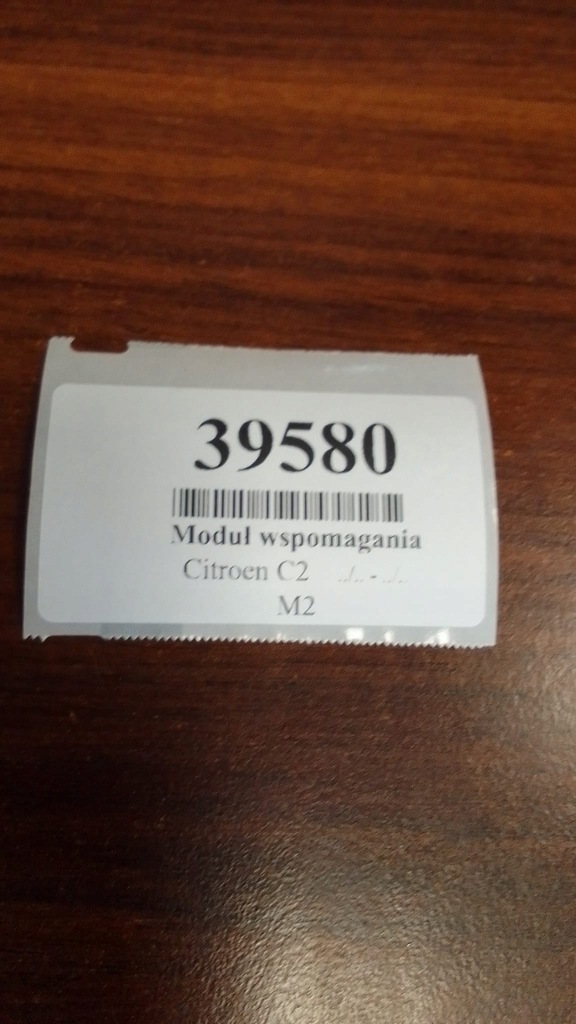 39580
Moduł wspomagania
Citroen C2 ../.. - ../..
M2